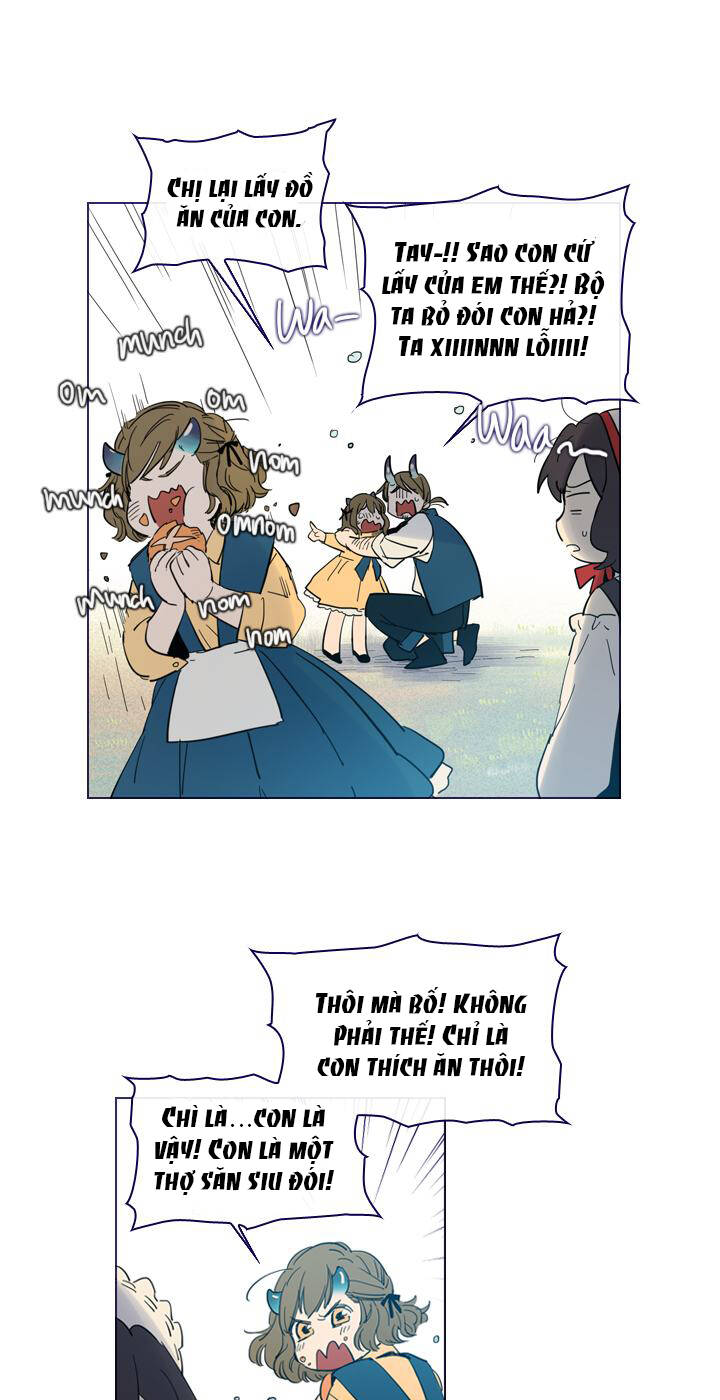 Chị lại lấy đồ
ăn của con.
Tay-!! Sao con cứ
lấy của em thế?! Bộ
ta bỏ đói con hả?!
Ta xiiiinnn lỗiiii!
Wa-
munch
om
om
nom
munch
omnom
munch
nom
nom
Waa~
Thôi mà bố! Không
phải thế! Chỉ là
con thích ăn thôi!
Chì là...con là
vậy! Con là một
thợ săn siu đói!